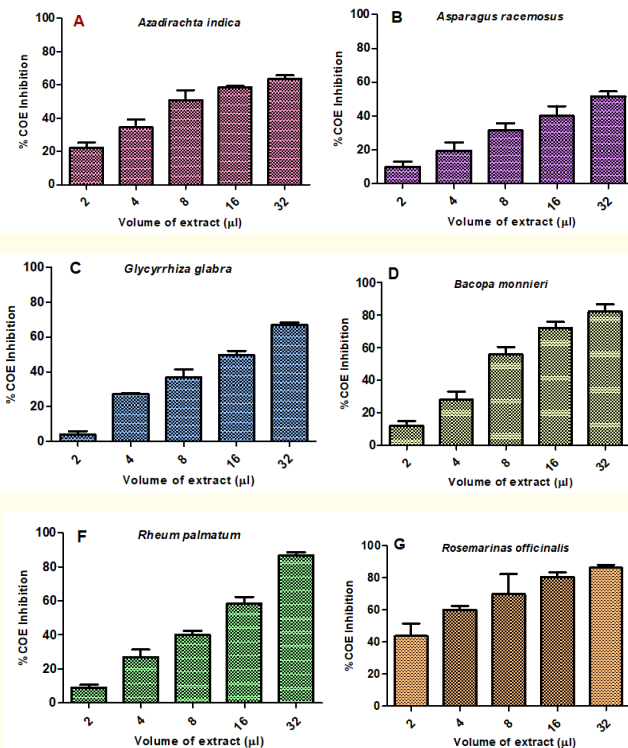 A
Azadirachta indica
100
80
60
40
20
0
% COE Inhibition
2
4
8
16
32
Volume of extract (µl)
B
Asparagus racemosus
100
80
60
40
20
0
% COE Inhibition
2
4
8
16
32
Volume of extract (µl)
C
Glycyrrhiza glabra
100
80
60
40
20
0
% COE Inhibition
2
4
8
16
32
Volume of extract (µl)
D
Bacopa monnieri
100
80
60
40
20
0
% COE Inhibition
2
4
8
16
32
Volume of extract (µl)
F
Rheum palmatum
100
80
60
40
20
0
% COE Inhibition
2
4
8
16
32
Volume of extract (µl)
G
Rosemarinas officinalis
100
80
60
40
20
0
% COE Inhibition
2
4
8
16
32
Volume of extract (µl)